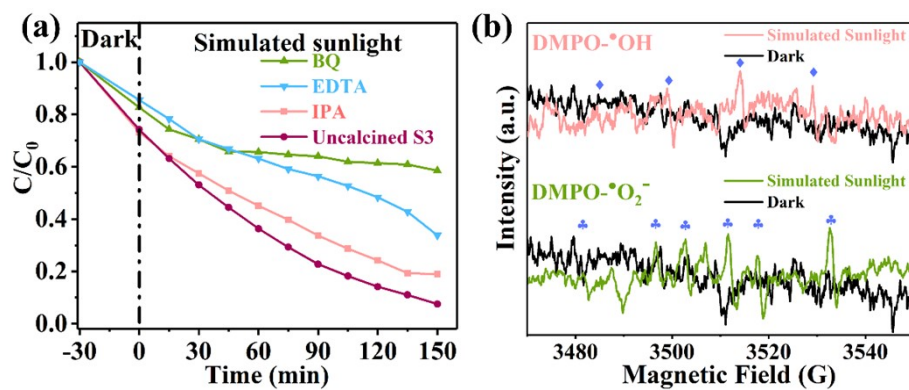 (a)
Dark
Simulated sunlight
BQ
EDTA
IPA
Uncalcined S3
C/C₀
1.0
0.8
0.6
0.4
0.2
0.0
-30
0
30
60
90
120
150
Time (min)
(b)
DMPO-•OH
Simulated Sunlight
Dark
DMPO-•O₂⁻
Simulated Sunlight
Dark
Intensity (a.u.)
3480
3500
3520
3540
Magnetic Field (G)